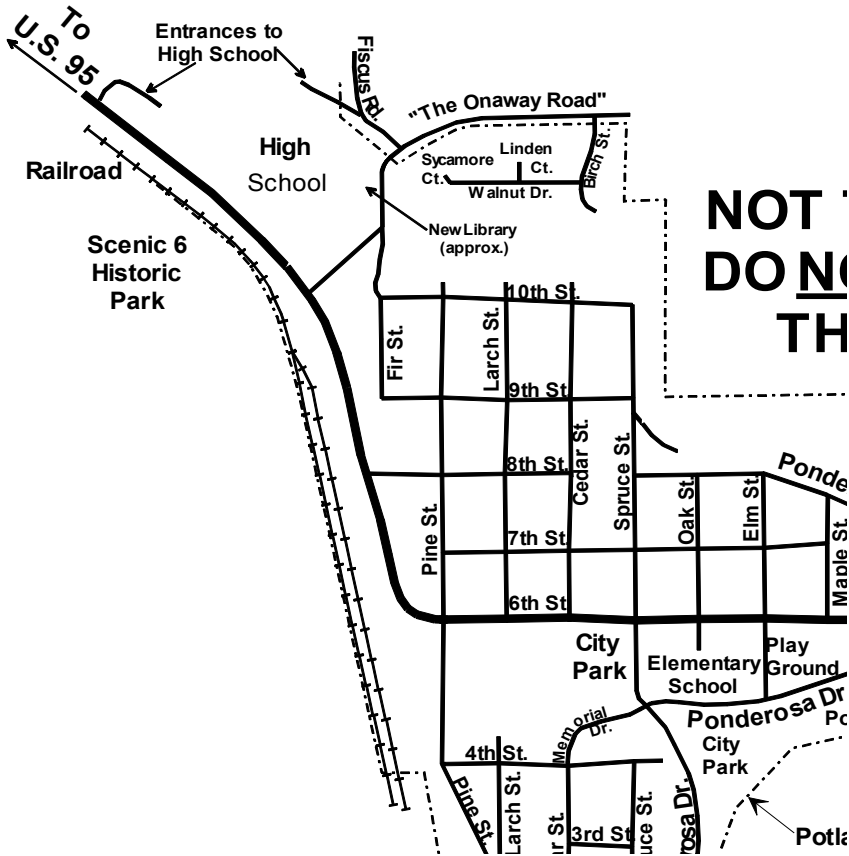 To
U.S. 95
Entrances to
High School
Fiscus Rd.
"The Onaway Road"
High
School
Railroad
Sycamore
Ct.
Linden
Ct.
Walnut Dr.
Birch St.
New Library
(approx.)
Scenic 6
Historic
Park
NOT
DO
TH
10th St.
Fir St.
Larch St.
9th St.
8th St.
Cedar St.
Spruce St.
Pine St.
7th St.
Oak St.
Elm St.
Maple St.
6th St.
City
Park
Elementary
School
Play
Ground
Ponderosa Dr
Memorial
Dr.
City
Park
4th St.
Pine St.
Larch St.
3rd St.